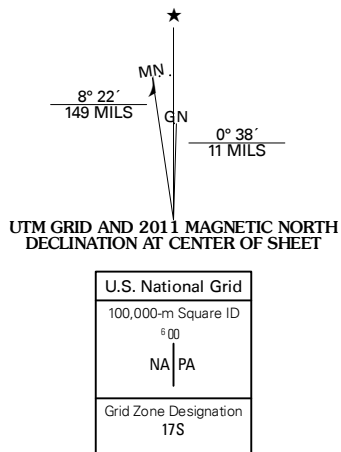 ★
MN
GN
8° 22´
149 MILS
0° 38´
11 MILS
UTM GRID AND 2011 MAGNETIC NORTH
DECLINATION AT CENTER OF SHEET
U.S. National Grid
100,000-m Square ID
⁶00
NA PA
Grid Zone Designation
17S